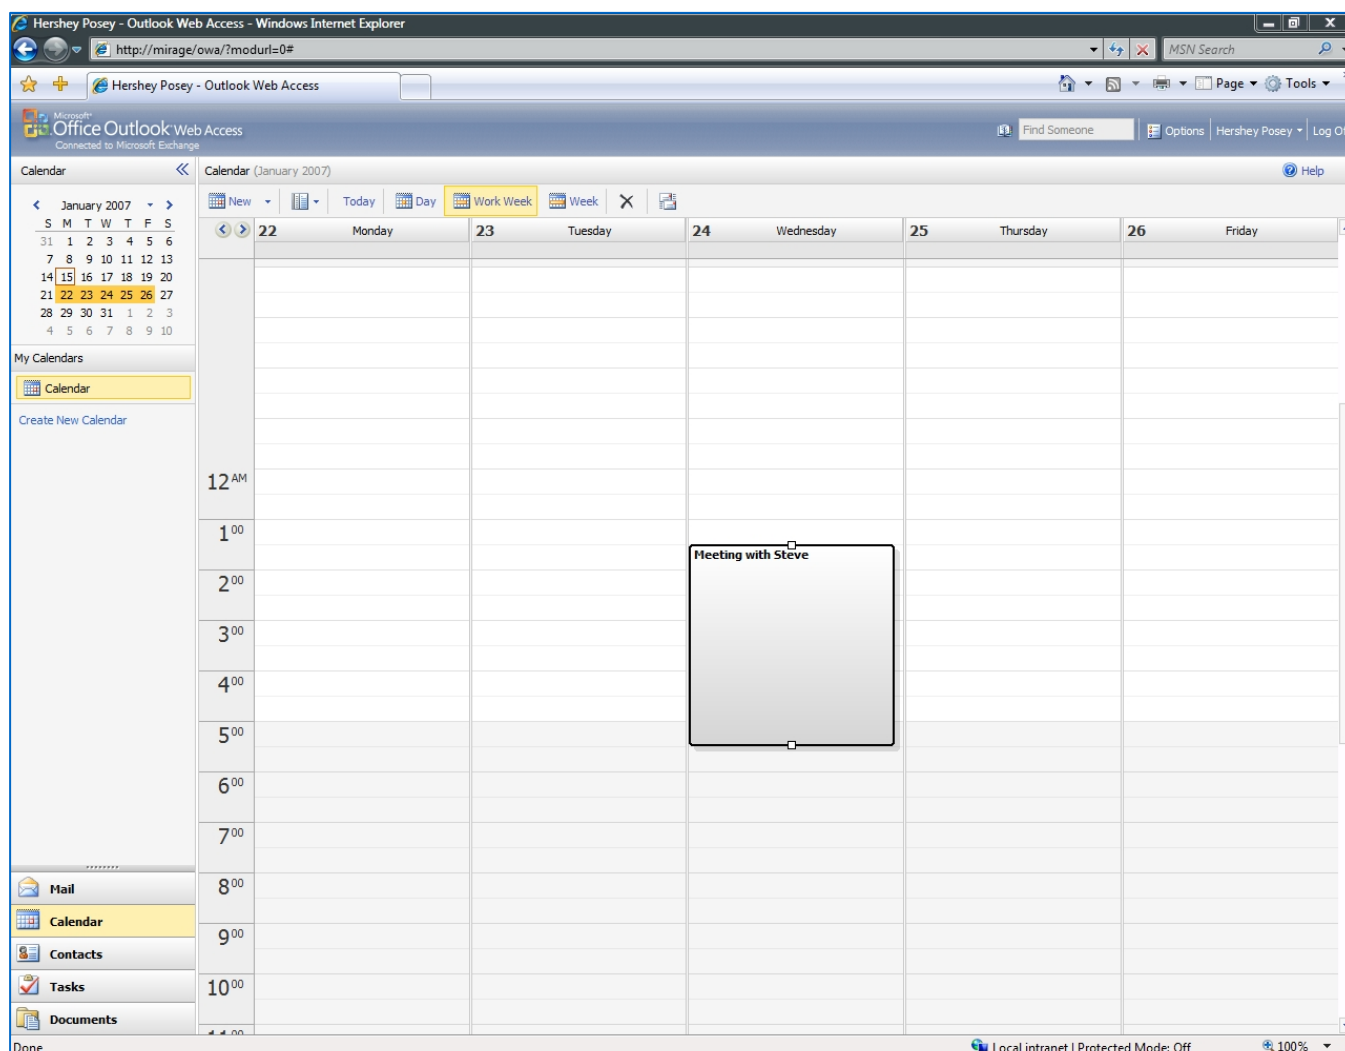 Hershey Posey - Outlook Web Access - Windows Internet Explorer
http://mirage/owa/?modurl=0#
MSN Search
Hershey Posey - Outlook Web Access
Page
Tools
Microsoft
Office Outlook Web Access
Connected to Microsoft Exchange
Find Someone
Options
Hershey Posey
Log
Calendar
Calendar (January 2007)
Help
January 2007
New
Today
Day
Work Week
Week
S M T W T F S
31 1 2 3 4 5 6
7 8 9 10 11 12 13
14 15 16 17 18 19 20
21 22 23 24 25 26 27
28 29 30 31 1 2 3
4 5 6 7 8 9 10
22 Monday
23 Tuesday
24 Wednesday
25 Thursday
26 Friday
My Calendars
Calendar
Create New Calendar
12 AM
1 00
Meeting with Steve
2 00
3 00
4 00
5 00
6 00
7 00
8 00
9 00
10 00
Mail
Calendar
Contacts
Tasks
Documents
Done
Local intranet | Protected Mode: Off
100%